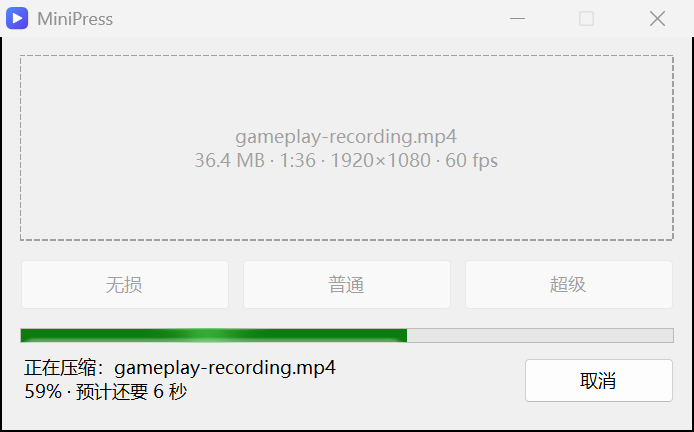 MiniPress
gameplay-recording.mp4
36.4 MB · 1:36 · 1920×1080 · 60 fps
无损
普通
超级
正在压缩：gameplay-recording.mp4
59% · 预计还要 6 秒
取消